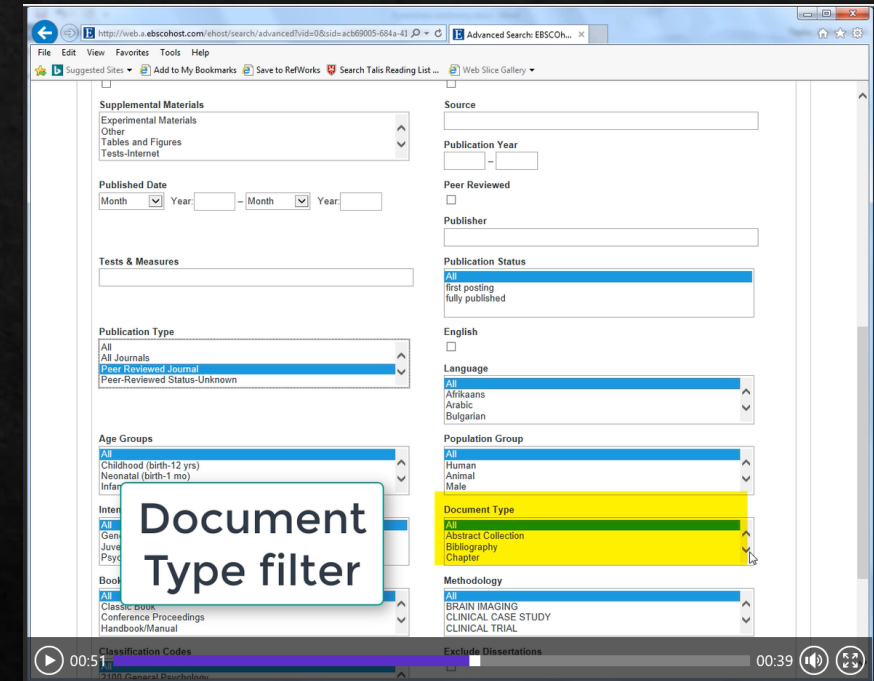 http://web.a.ebscohost.com/ehost/search/advanced?vid=0&sid=acb69005-684a-41
Advanced Search: EBSCOh...
File Edit View Favorites Tools Help
Suggested Sites Add to My Bookmarks Save to RefWorks Search Talis Reading List ... Web Slice Gallery
Supplemental Materials
Experimental Materials
Other
Tables and Figures
Tests-Internet
Source
Publication Year
–
Published Date
Month Year: – Month Year:
Peer Reviewed
Publisher
Tests & Measures
Publication Status
All
first posting
fully published
Publication Type
All
All Journals
Peer Reviewed Journal
Peer-Reviewed Status-Unknown
English
Language
All
Afrikaans
Arabic
Bulgarian
Age Groups
All
Childhood (birth-12 yrs)
Neonatal (birth-1 mo)
Population Group
All
Human
Animal
Male
Document
Type filter
All
Document Type
All
Abstract Collection
Bibliography
Chapter
All
Classic Book
Conference Proceedings
Handbook/Manual
Methodology
All
BRAIN IMAGING
CLINICAL CASE STUDY
CLINICAL TRIAL
Classification Codes
All
2100 General Psychology
Exclude Dissertations
00:51
00:39